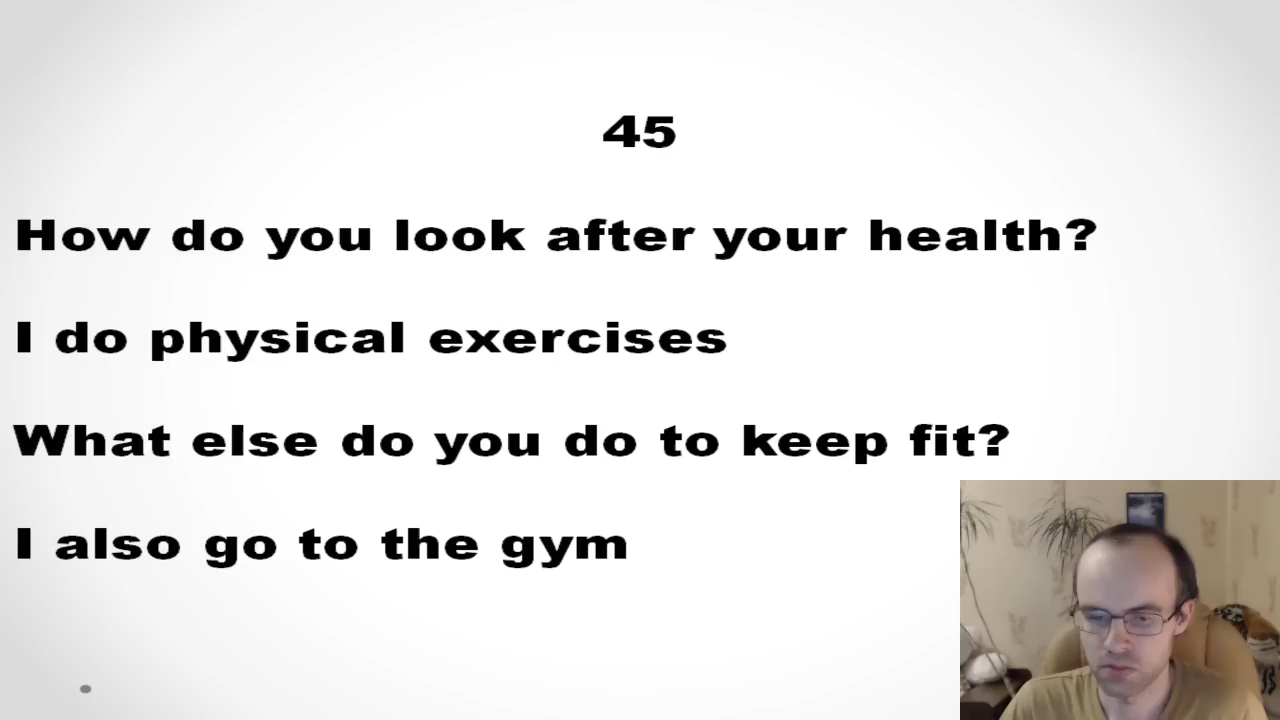 45
How do you look after your health?
I do physical exercises
What else do you do to keep fit?
I also go to the gym